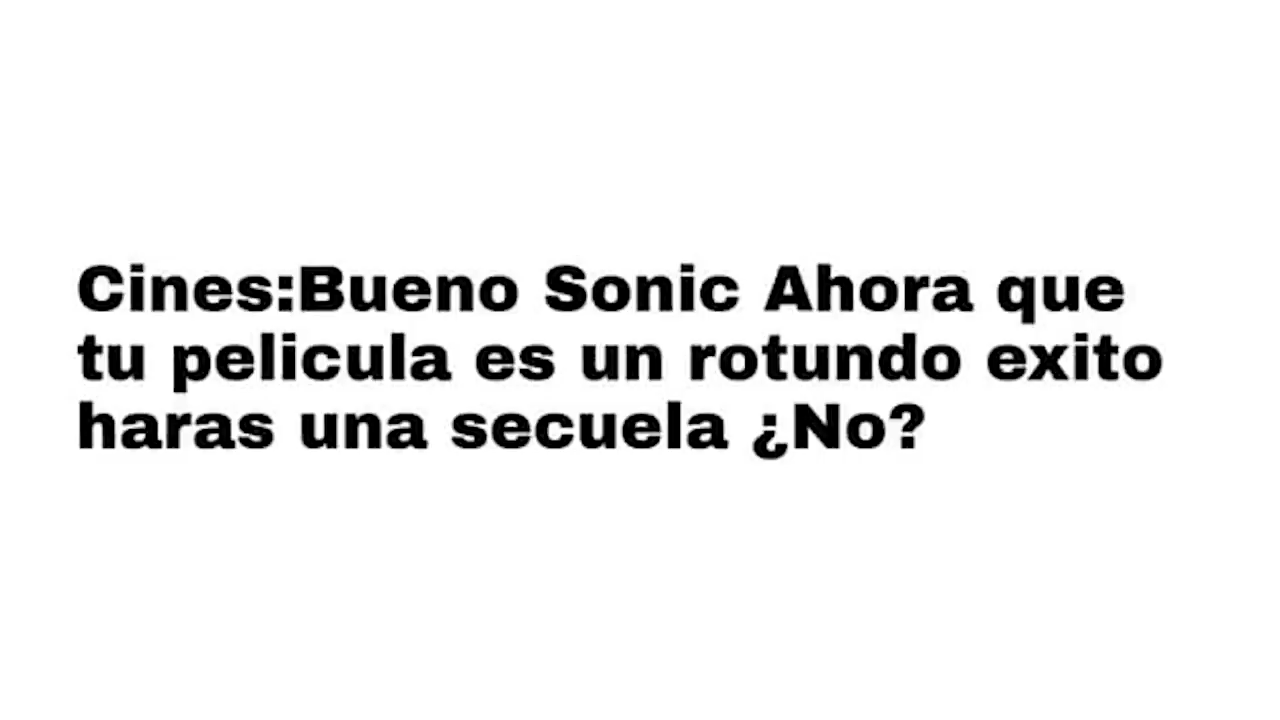 Cines:Bueno Sonic Ahora que
tu pelicula es un rotundo exito
haras una secuela ¿No?